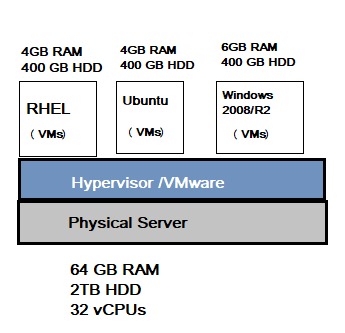 4GB RAM
400 GB HDD
4GB RAM
400 GB HDD
6GB RAM
400 GB HDD
RHEL
( VMs)
Ubuntu
( VMs)
Windows
2008/R2
( VMs)
Hypervisor /VMware
Physical Server
64 GB RAM
2TB HDD
32 vCPUs